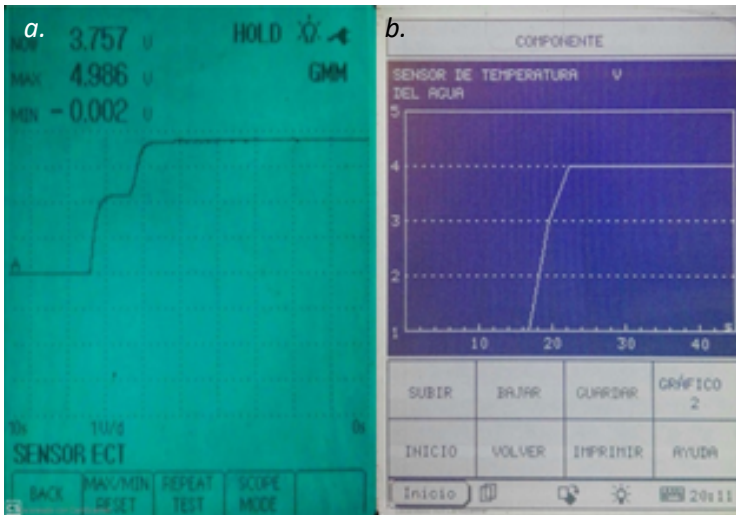 a.
NOW 3.757 V HOLD
MAX 4.986 V GMM
MIN - 0.002 V
A
10s 1V/d 0s
SENSOR ECT
BACK MAX/MIN RESET REPEAT TEST SCOPE MODE
b.
COMPONENTE
SENSOR DE TEMPERATURA V
DEL AGUA
5
4
3
2
1
10 20 30 40
SUBIR BAJAR GUARDAR GRÁFICO 2
INICIO VOLVER IMPRIMIR AYUDA
Inicio 20:11